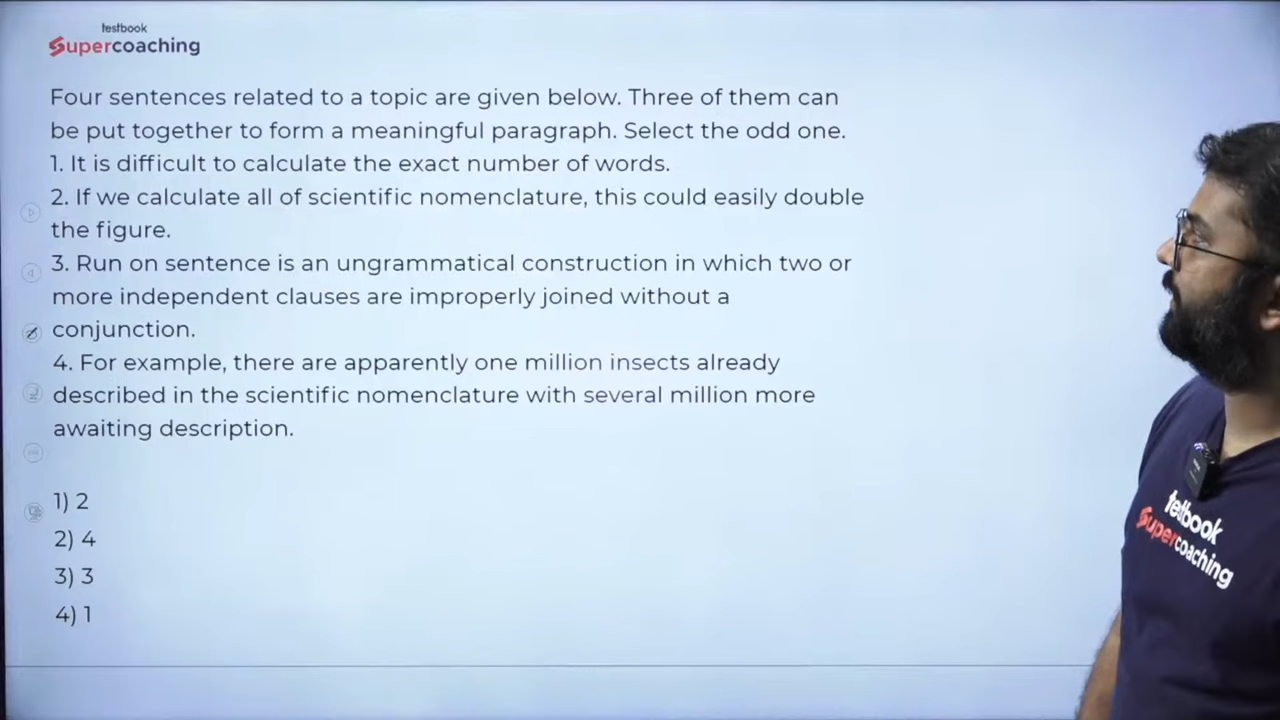 testbook
Supercoaching
Four sentences related to a topic are given below. Three of them can
be put together to form a meaningful paragraph. Select the odd one.
1. It is difficult to calculate the exact number of words.
2. If we calculate all of scientific nomenclature, this could easily double
the figure.
3. Run on sentence is an ungrammatical construction in which two or
more independent clauses are improperly joined without a
conjunction.
4. For example, there are apparently one million insects already
described in the scientific nomenclature with several million more
awaiting description.
1) 2
2) 4
3) 3
4) 1
testbook
Supercoaching